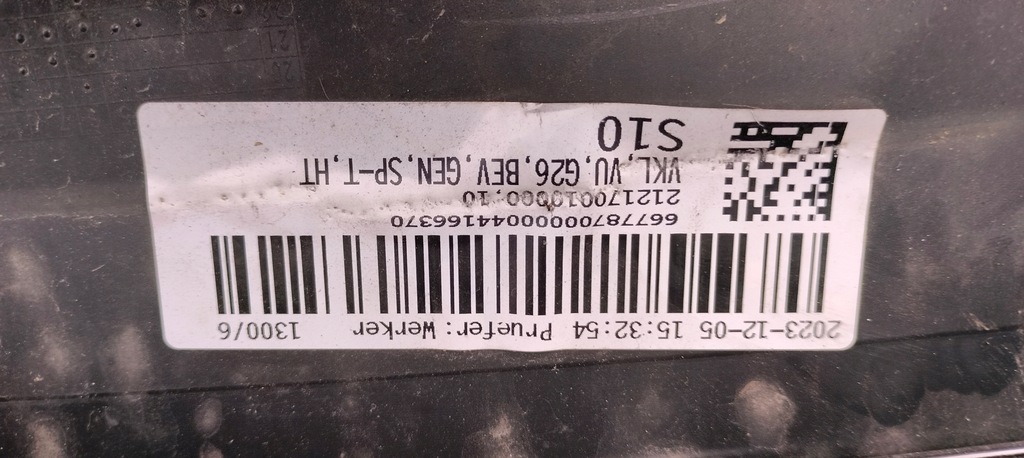 2023-12-05 15:32:54 Pruefer:Werker 1300/6
66778700000044166370
212170010000,10
VKL,VU,G26,BEV,GEN,SP-T,HT
S10